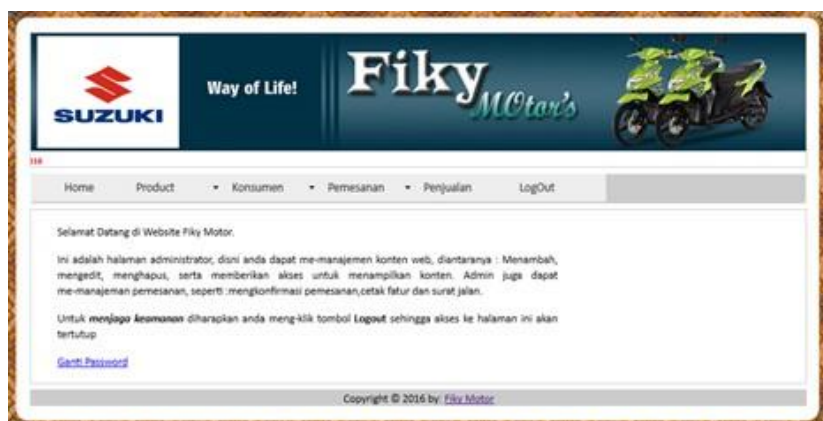 SUZUKI
Way of Life!
Fiky
MOtor's
Home Product Konsumen Pemesanan Penjualan LogOut
Selamat Datang di Website Fiky Motor.
Ini adalah halaman administrator, disni anda dapat me-manajemen konten web, diantaranya : Menambah,
mengedit, menghapus, serta memberikan akses untuk menampilkan konten. Admin juga dapat
me-manajeman pemesanan, seperti :mengkonfirmasi pemesanan,cetak fatur dan surat jalan.
Untuk menjaga keamanan diharapkan anda meng-klik tombol Logout sehingga akses ke halaman ini akan
tertutup
Ganti Password
Copyright © 2016 by: Fiky Motor